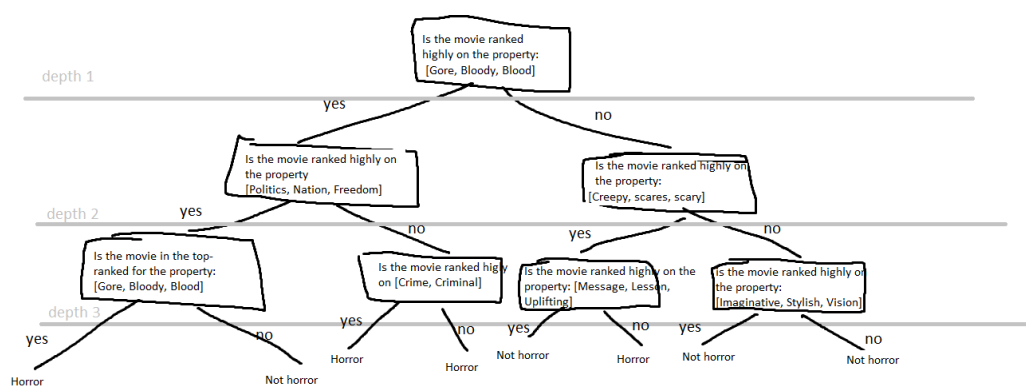 Is the movie ranked
highly on the property:
[Gore, Bloody, Blood]
depth 1
yes
no
Is the movie ranked highly on
the property
[Politics, Nation, Freedom]
Is the movie ranked highly on
the property:
[Creepy, scares, scary]
depth 2
yes
no
yes
no
Is the movie in the top-
ranked for the property:
[Gore, Bloody, Blood]
Is the movie ranked higly
on [Crime, Criminal]
Is the movie ranked highly on the
property: [Message, Lesson,
Uplifting]
Is the movie ranked highly on
the property:
[Imaginative, Stylish, Vision]
depth 3
yes
no
yes
no
yes
no
yes
no
Horror
Not horror
Horror
Horror
Not horror
Horror
Not horror
Not horror